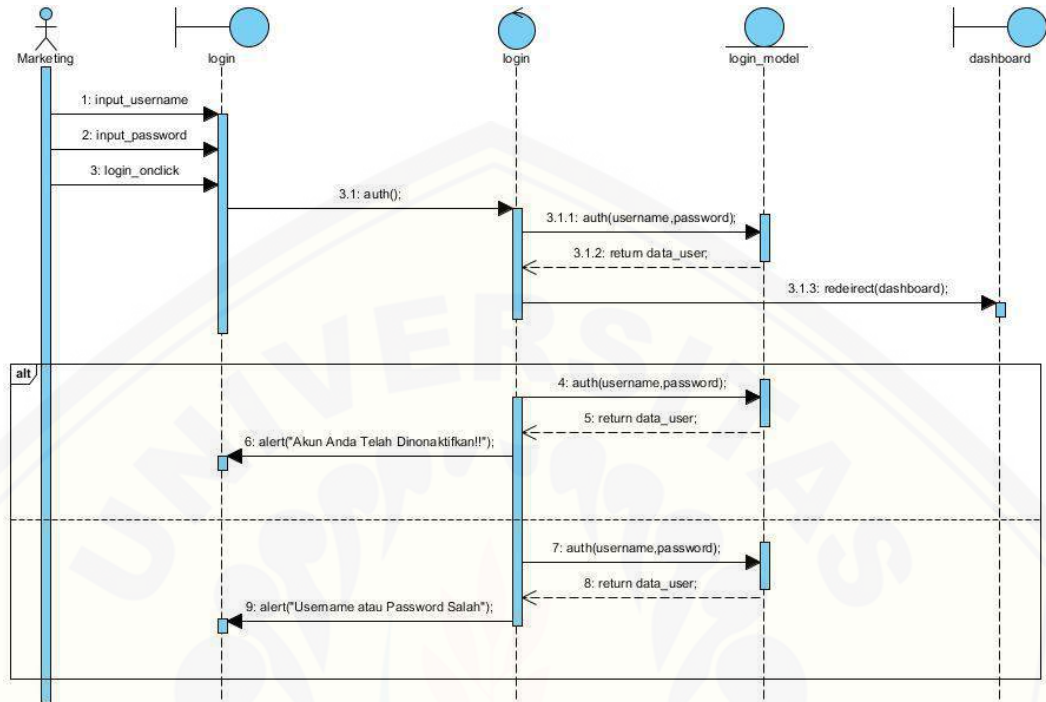 Marketing
login
login
login_model
dashboard
1: input_username
2: input_password
3: login_onclick
3.1: auth();
3.1.1: auth(username,password);
3.1.2: return data_user;
3.1.3: redeirect(dashboard);
alt
4: auth(username,password);
5: return data_user;
6: alert("Akun Anda Telah Dinonaktifkan!!");
7: auth(username,password);
8: return data_user;
9: alert("Username atau Password Salah");
UNIVERSITAS